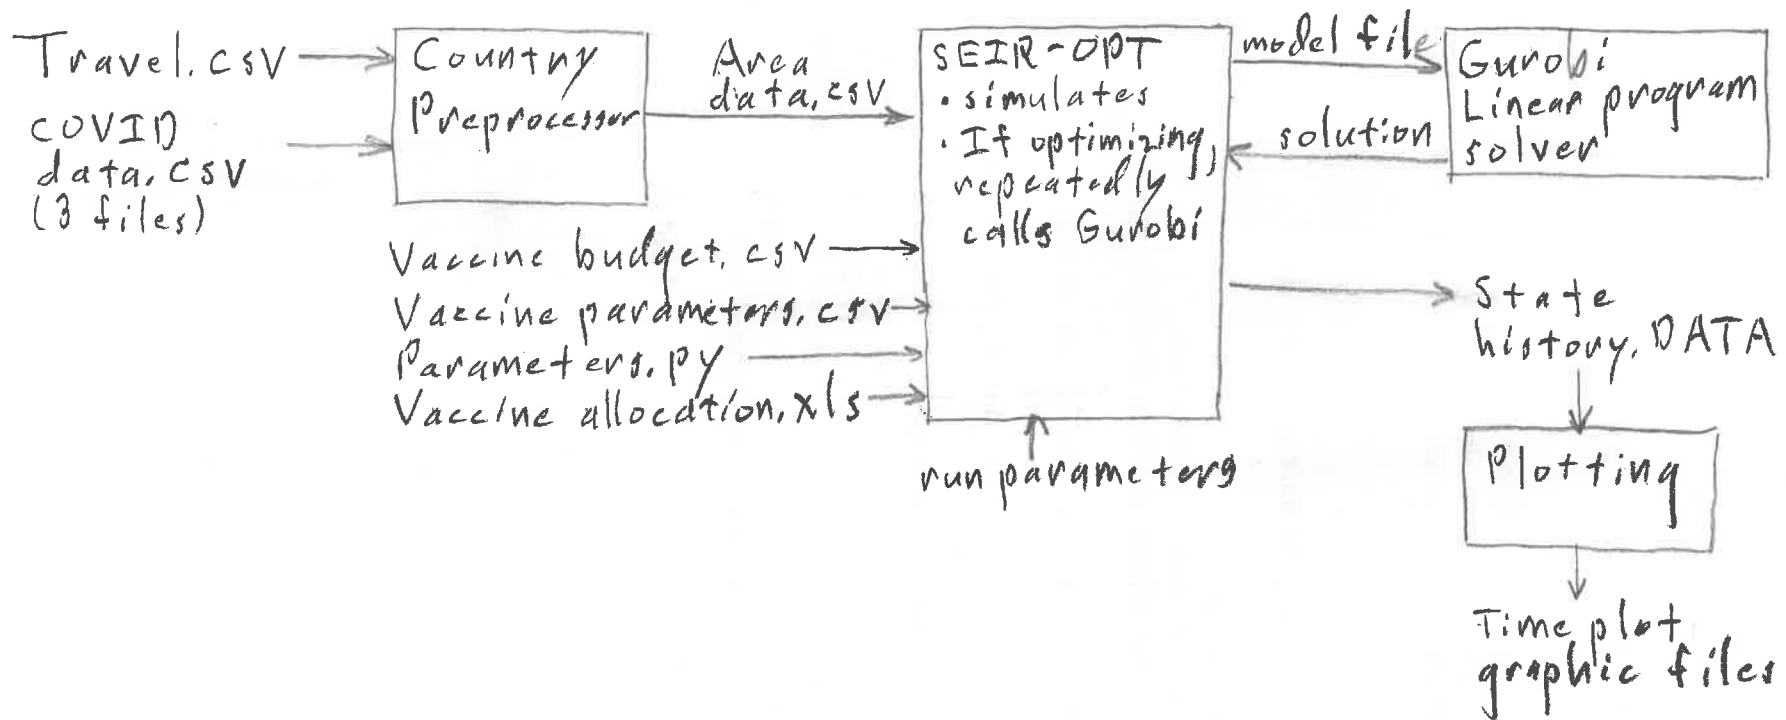 Travel.csv
COVID
data.csv
(3 files)
Country
Preprocessor
Area
data.csv
SEIR-OPT
• simulates
• If optimizing,
repeatedly
calls Gurobi
model file
solution
Gurobi
Linear program
solver
Vaccine budget.csv
Vaccine parameters.csv
Parameters.py
Vaccine allocation.xls
run parameters
State
history.DATA
Plotting
Time plot
graphic files